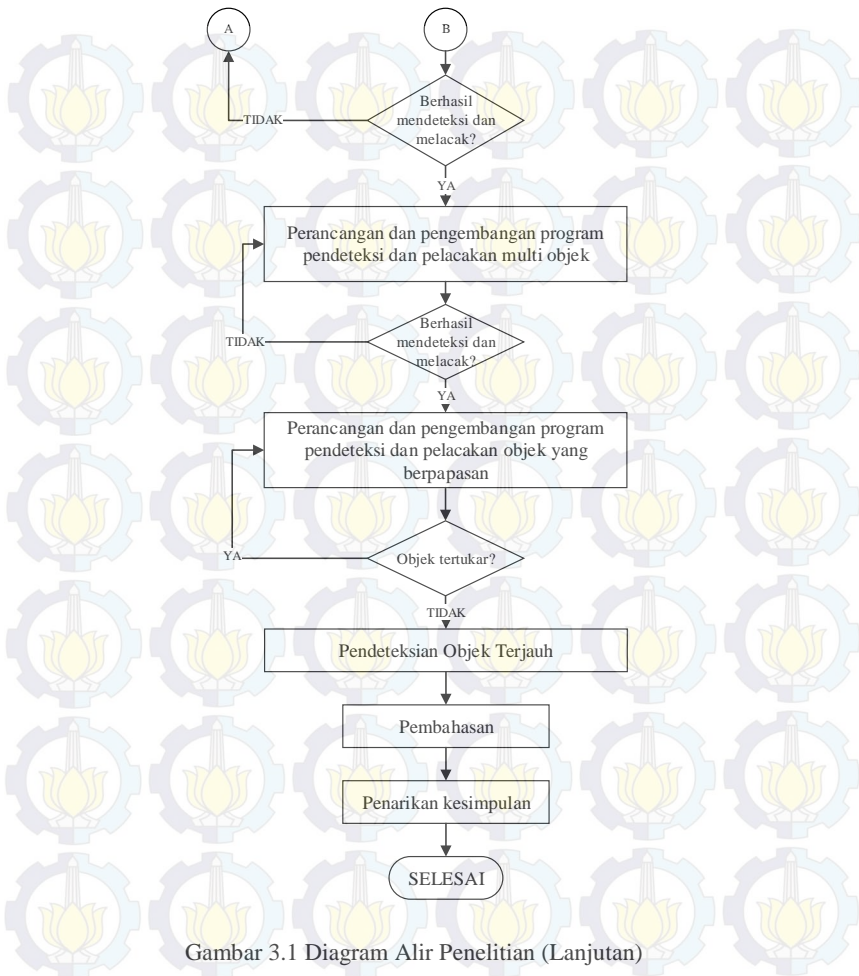 A
B
Berhasil
mendeteksi dan
melacak?
TIDAK
YA
Perancangan dan pengembangan program
pendeteksi dan pelacakan multi objek
Berhasil
mendeteksi dan
melacak?
TIDAK
YA
Perancangan dan pengembangan program
pendeteksi dan pelacakan objek yang
berpapasan
Objek tertukar?
YA
TIDAK
Pendeteksian Objek Terjauh
Pembahasan
Penarikan kesimpulan
SELESAI
Gambar 3.1 Diagram Alir Penelitian (Lanjutan)